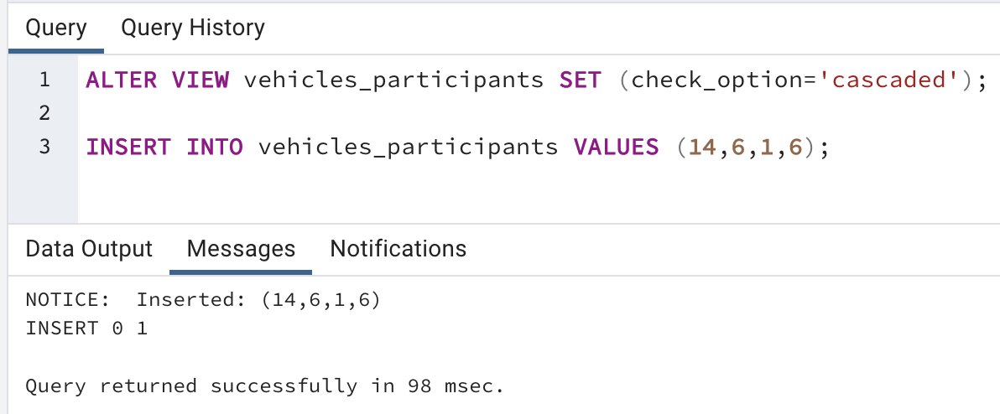 Query Query History
1 ALTER VIEW vehicles_participants SET (check_option='cascaded');
2
3 INSERT INTO vehicles_participants VALUES (14,6,1,6);
Data Output Messages Notifications
NOTICE:  Inserted: (14,6,1,6)
INSERT 0 1
Query returned successfully in 98 msec.